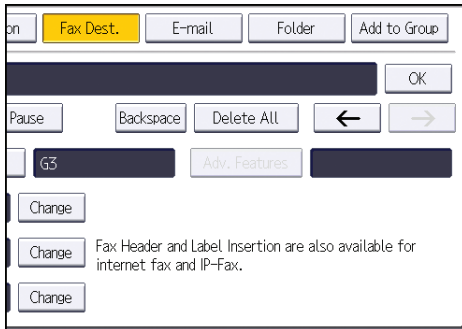 on Fax Dest. E-mail Folder Add to Group
OK
Pause Backspace Delete All ← →
G3 Adv. Features
Change
Change Fax Header and Label Insertion are also available for
internet fax and IP-Fax.
Change